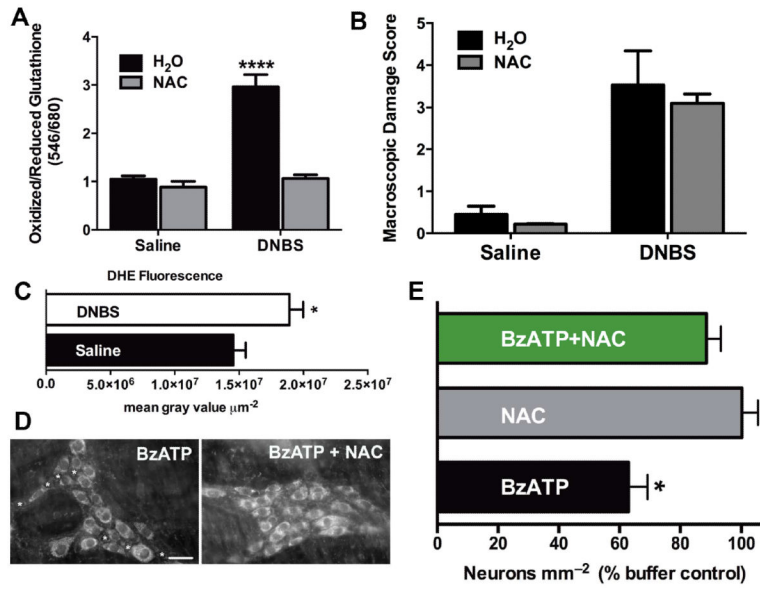 A
Oxidized/Reduced Glutathione
(546/680)
4
3
2
1
0
H₂O
NAC
****
Saline
DNBS
B
Macroscopic Damage Score
5
4
3
2
1
0
H₂O
NAC
Saline
DNBS
C
DHE Fluorescence
DNBS
*
Saline
0.0 5.0×10⁶ 1.0×10⁷ 1.5×10⁷ 2.0×10⁷ 2.5×10⁷
mean gray value μm⁻²
D
BzATP
* * * * * * *
BzATP + NAC
E
BzATP+NAC
NAC
BzATP
*
0 20 40 60 80 100
Neurons mm⁻² (% buffer control)